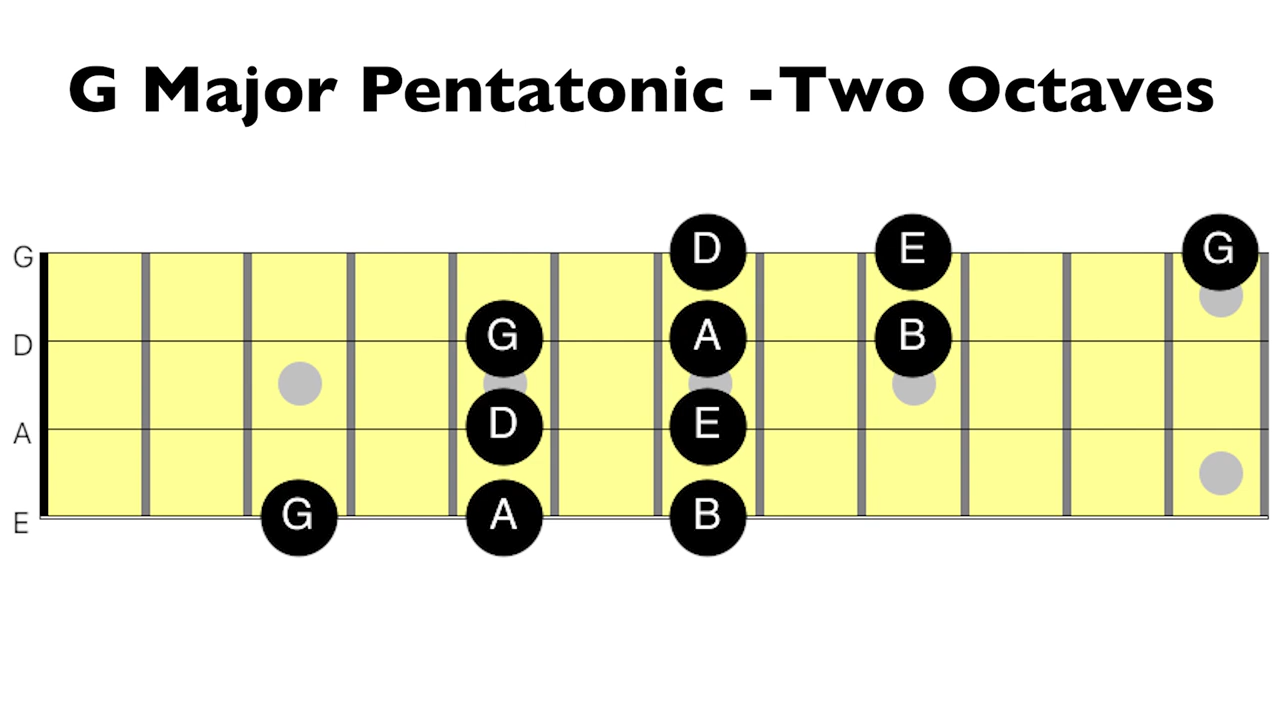 G Major Pentatonic - Two Octaves
G D E G
D G A B
A D E
E G A B